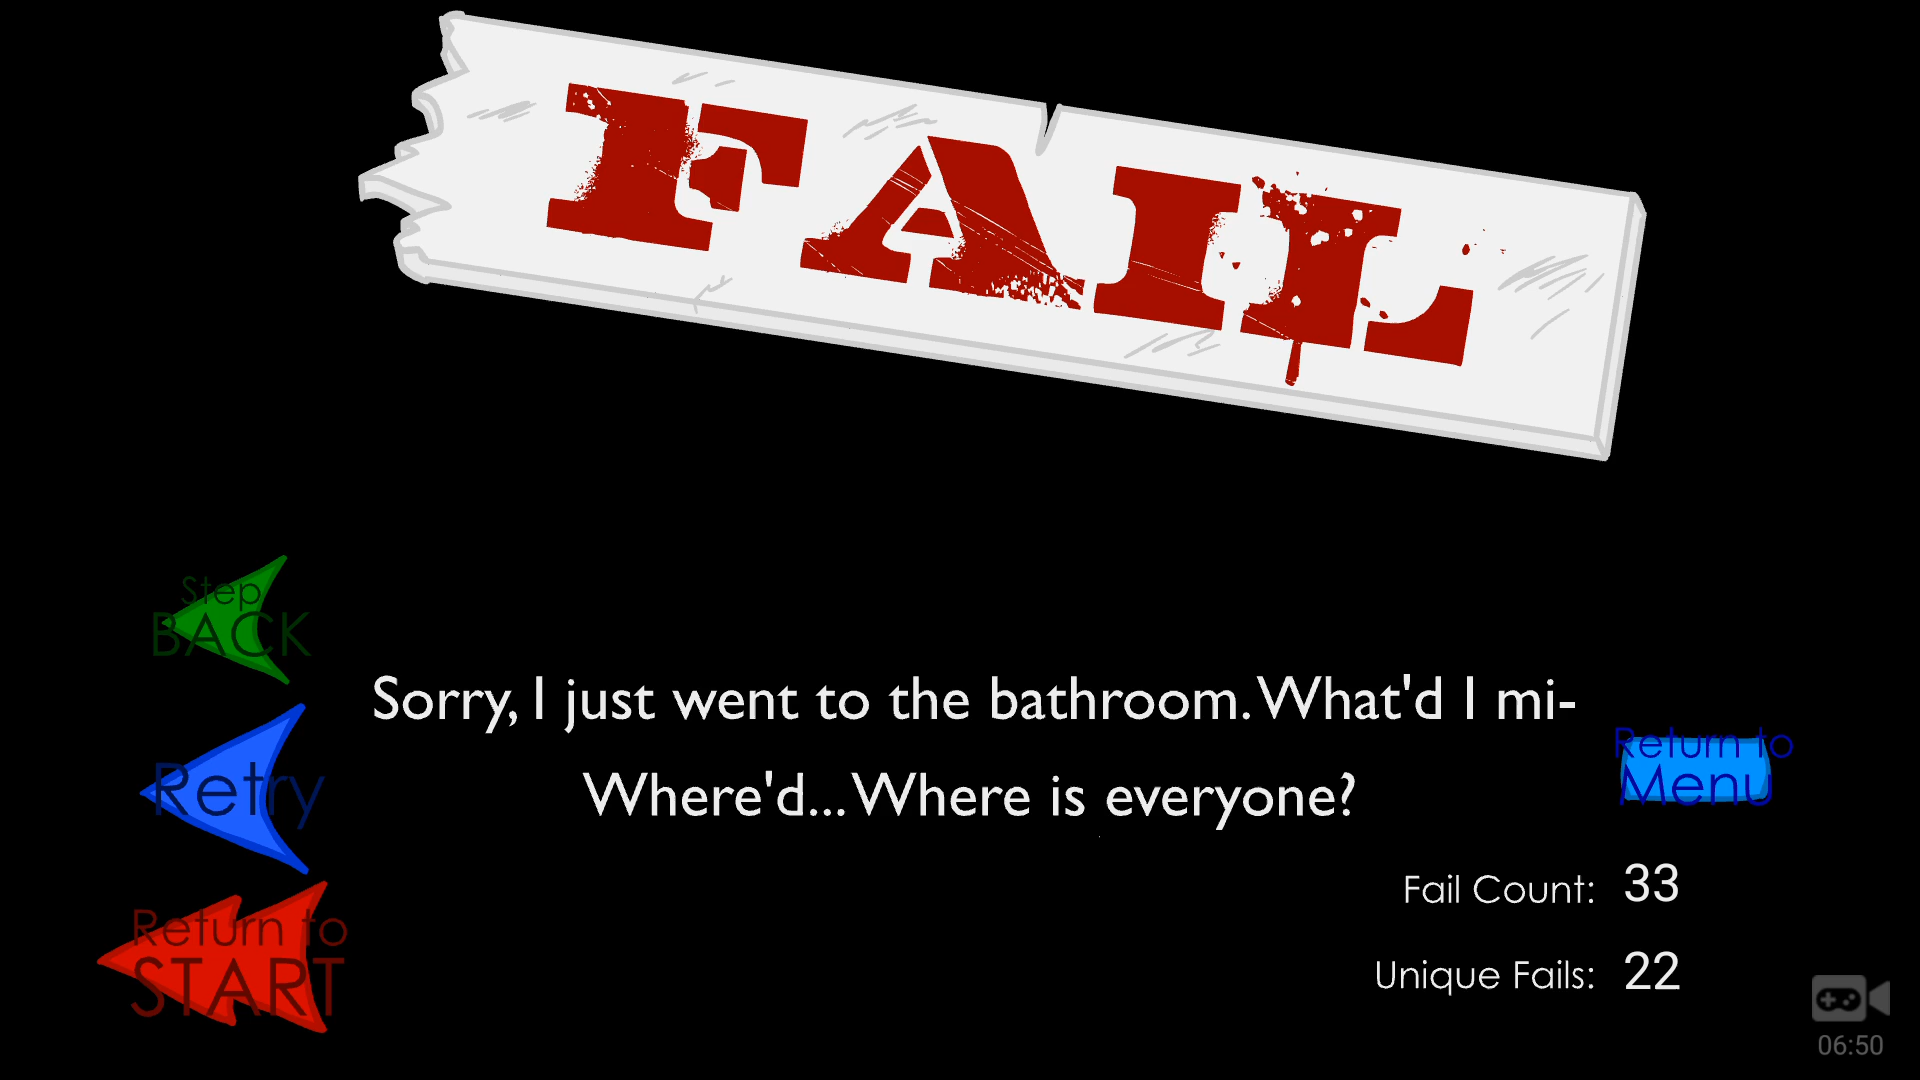 FAIL
Step
BACK
Sorry, I just went to the bathroom. What'd I mi-
Where'd... Where is everyone?
Retry
Return to
Menu
Return to
START
Fail Count: 33
Unique Fails: 22
06:50